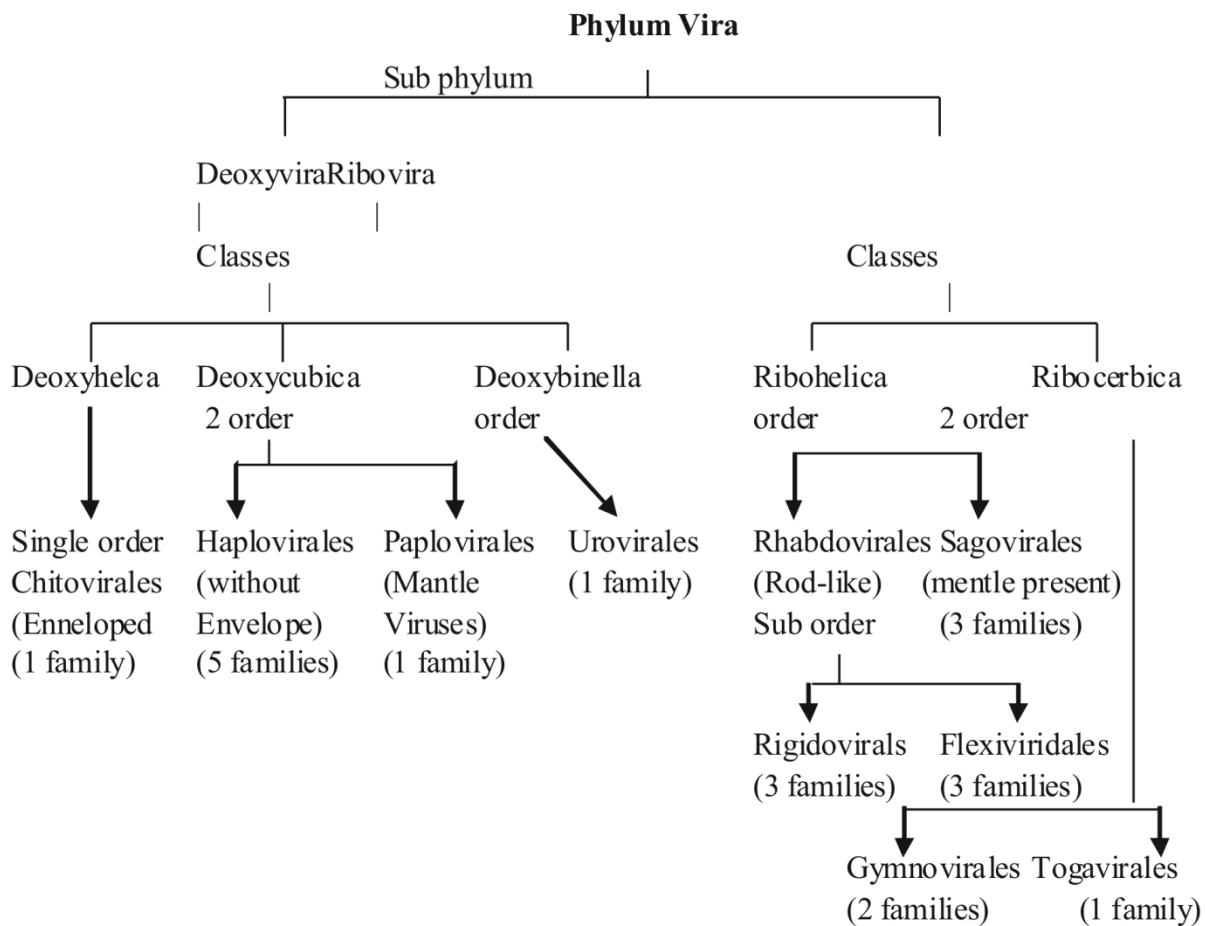 Phylum Vira
Sub phylum
DeoxyviraRibovira
Classes Classes
Deoxyhelca Deoxycubica Deoxybinella Ribohelica Ribocerbica
2 order order order 2 order
Single order Haplovirales Paplovirales Urovirales Rhabdovirales Sagovirales
Chitovirales (without (Mantle (1 family) (Rod-like) (mentle present)
(Enneloped Envelope) Viruses) Sub order (3 families)
(1 family) (5 families) (1 family)
Rigidovirals Flexiviridales
(3 families) (3 families)
Gymnovirales Togavirales
(2 families) (1 family)